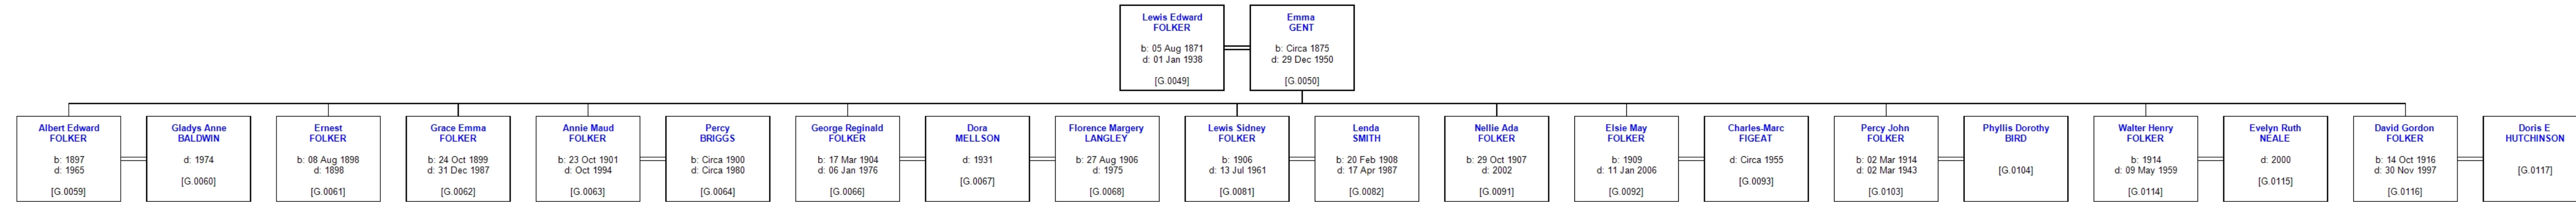 Lewis Edward
FOLKER
b: 05 Aug 1871
d: 01 Jan 1938
[G.0049]
Emma
GENT
b: Circa 1875
d: 29 Dec 1950
[G.0050]
Albert Edward
FOLKER
b: 1897
d: 1965
[G.0059]
Gladys Anne
BALDWIN
d: 1974
[G.0060]
Ernest
FOLKER
b: 08 Aug 1898
d: 1898
[G.0061]
Grace Emma
FOLKER
b: 24 Oct 1899
d: 31 Dec 1987
[G.0062]
Annie Maud
FOLKER
b: 23 Oct 1901
d: Oct 1994
[G.0063]
Percy
BRIGGS
b: Circa 1900
d: Circa 1980
[G.0064]
George Reginald
FOLKER
b: 17 Mar 1904
d: 06 Jan 1976
[G.0066]
Dora
MELLSON
d: 1931
[G.0067]
Florence Margery
LANGLEY
b: 27 Aug 1906
d: 1975
[G.0068]
Lewis Sidney
FOLKER
b: 1906
d: 13 Jul 1961
[G.0081]
Lenda
SMITH
b: 20 Feb 1908
d: 17 Apr 1987
[G.0082]
Nellie Ada
FOLKER
b: 29 Oct 1907
d: 2002
[G.0091]
Elsie May
FOLKER
b: 1909
d: 11 Jan 2006
[G.0092]
Charles-Marc
FIGEAT
d: Circa 1955
[G.0093]
Percy John
FOLKER
b: 02 Mar 1914
d: 02 Mar 1943
[G.0103]
Phyllis Dorothy
BIRD
[G.0104]
Walter Henry
FOLKER
b: 1914
d: 09 May 1959
[G.0114]
Evelyn Ruth
NEALE
d: 2000
[G.0115]
David Gordon
FOLKER
b: 14 Oct 1916
d: 30 Nov 1997
[G.0116]
Doris E
HUTCHINSON
[G.0117]